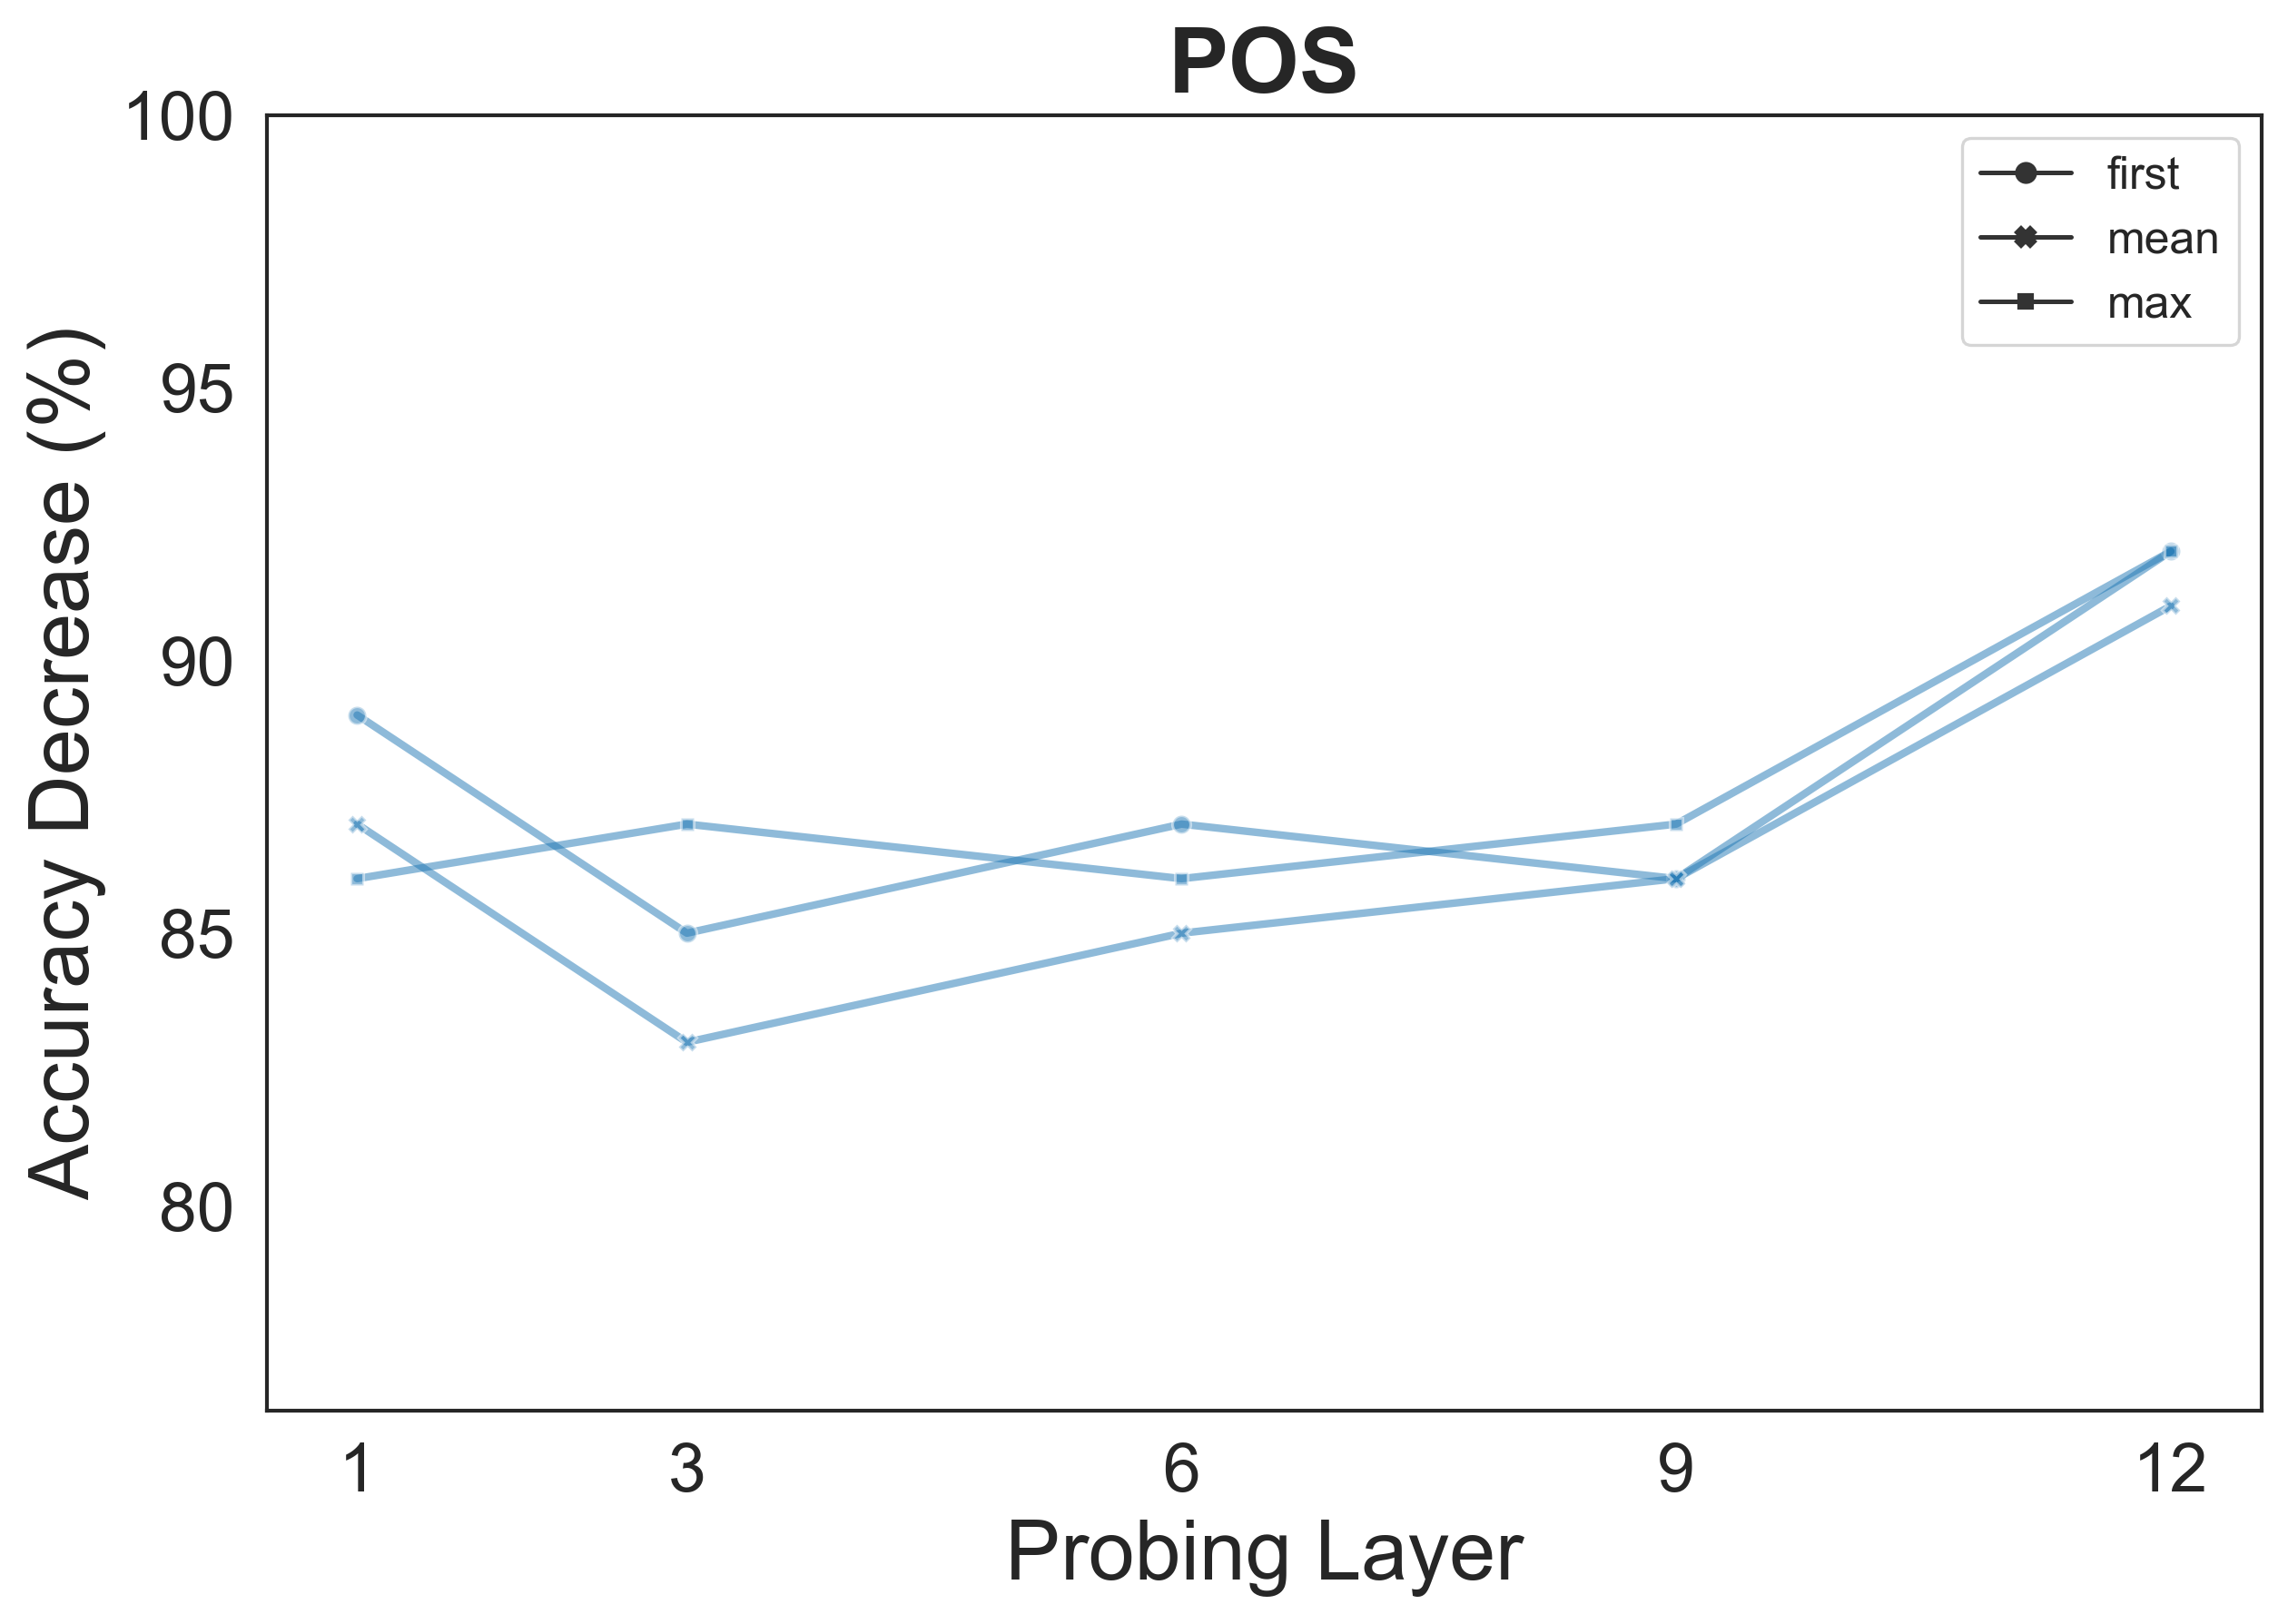 POS
Accuracy Decrease (%)
100
95
90
85
80
first
mean
max
1 3 6 9 12
Probing Layer